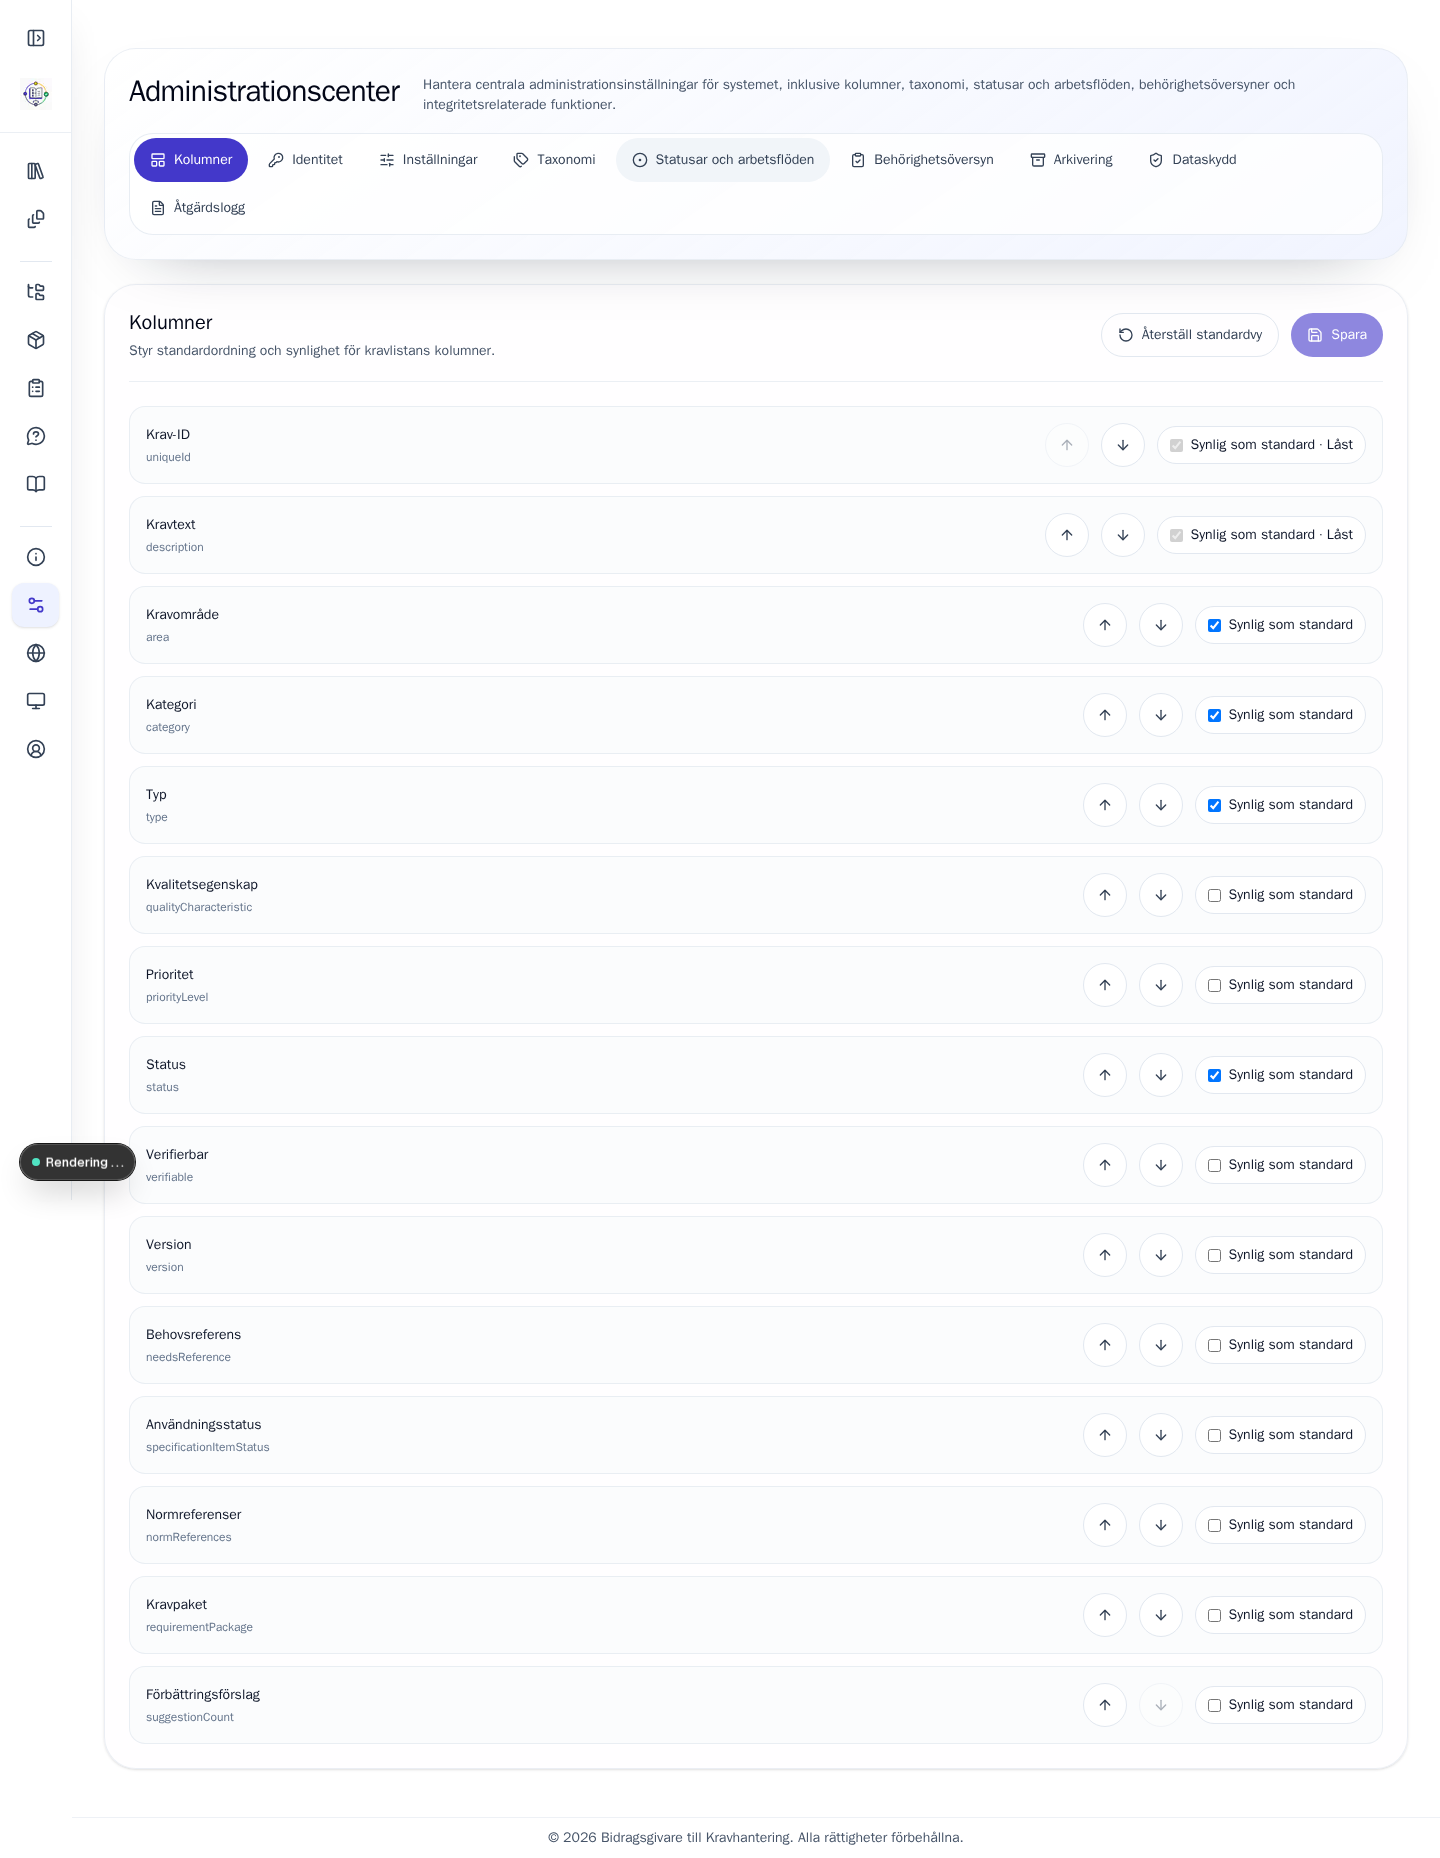 Administrationscenter
Hantera centrala administrationsinställningar för systemet, inklusive kolumner, taxonomi, statusar och arbetsflöden, behörighetsöversyner och
integritetsrelaterade funktioner.
Kolumner
Identitet
Inställningar
Taxonomi
Statusar och arbetsflöden
Behörighetsöversyn
Arkivering
Dataskydd
Åtgärdslogg
Kolumner
Styr standardordning och synlighet för kravlistans kolumner.
Återställ standardvy
Spara
Krav-ID
uniqueId
Synlig som standard · Låst
Kravtext
description
Synlig som standard · Låst
Kravområde
area
Synlig som standard
Kategori
category
Synlig som standard
Typ
type
Synlig som standard
Kvalitetsegenskap
qualityCharacteristic
Synlig som standard
Prioritet
priorityLevel
Synlig som standard
Status
status
Synlig som standard
Rendering ...
Verifierbar
verifiable
Synlig som standard
Version
version
Synlig som standard
Behovsreferens
needsReference
Synlig som standard
Användningsstatus
specificationItemStatus
Synlig som standard
Normreferenser
normReferences
Synlig som standard
Kravpaket
requirementPackage
Synlig som standard
Förbättringsförslag
suggestionCount
Synlig som standard
© 2026 Bidragsgivare till Kravhantering. Alla rättigheter förbehållna.